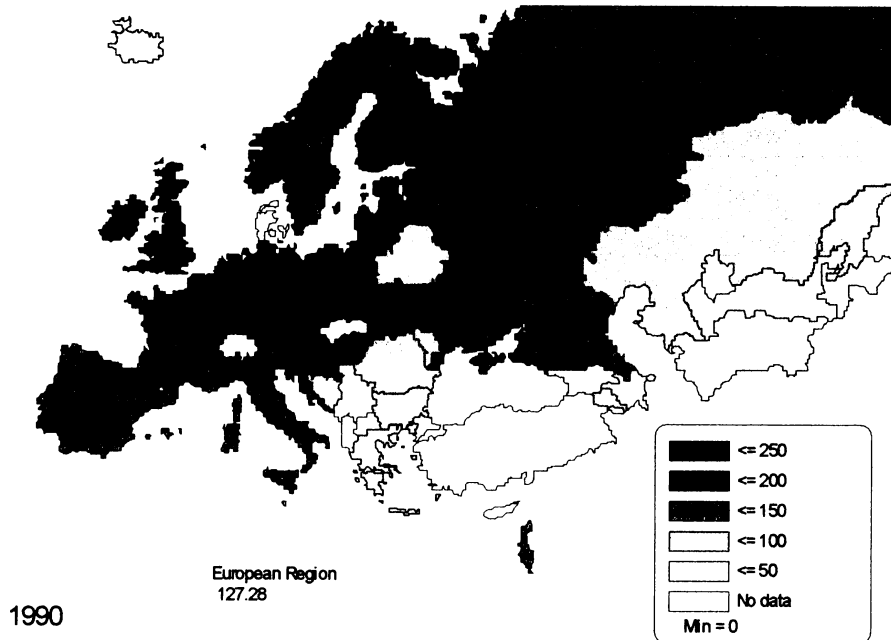 <= 250
<= 200
<= 150
<= 100
<= 50
No data
Min = 0
European Region
127.28
1990